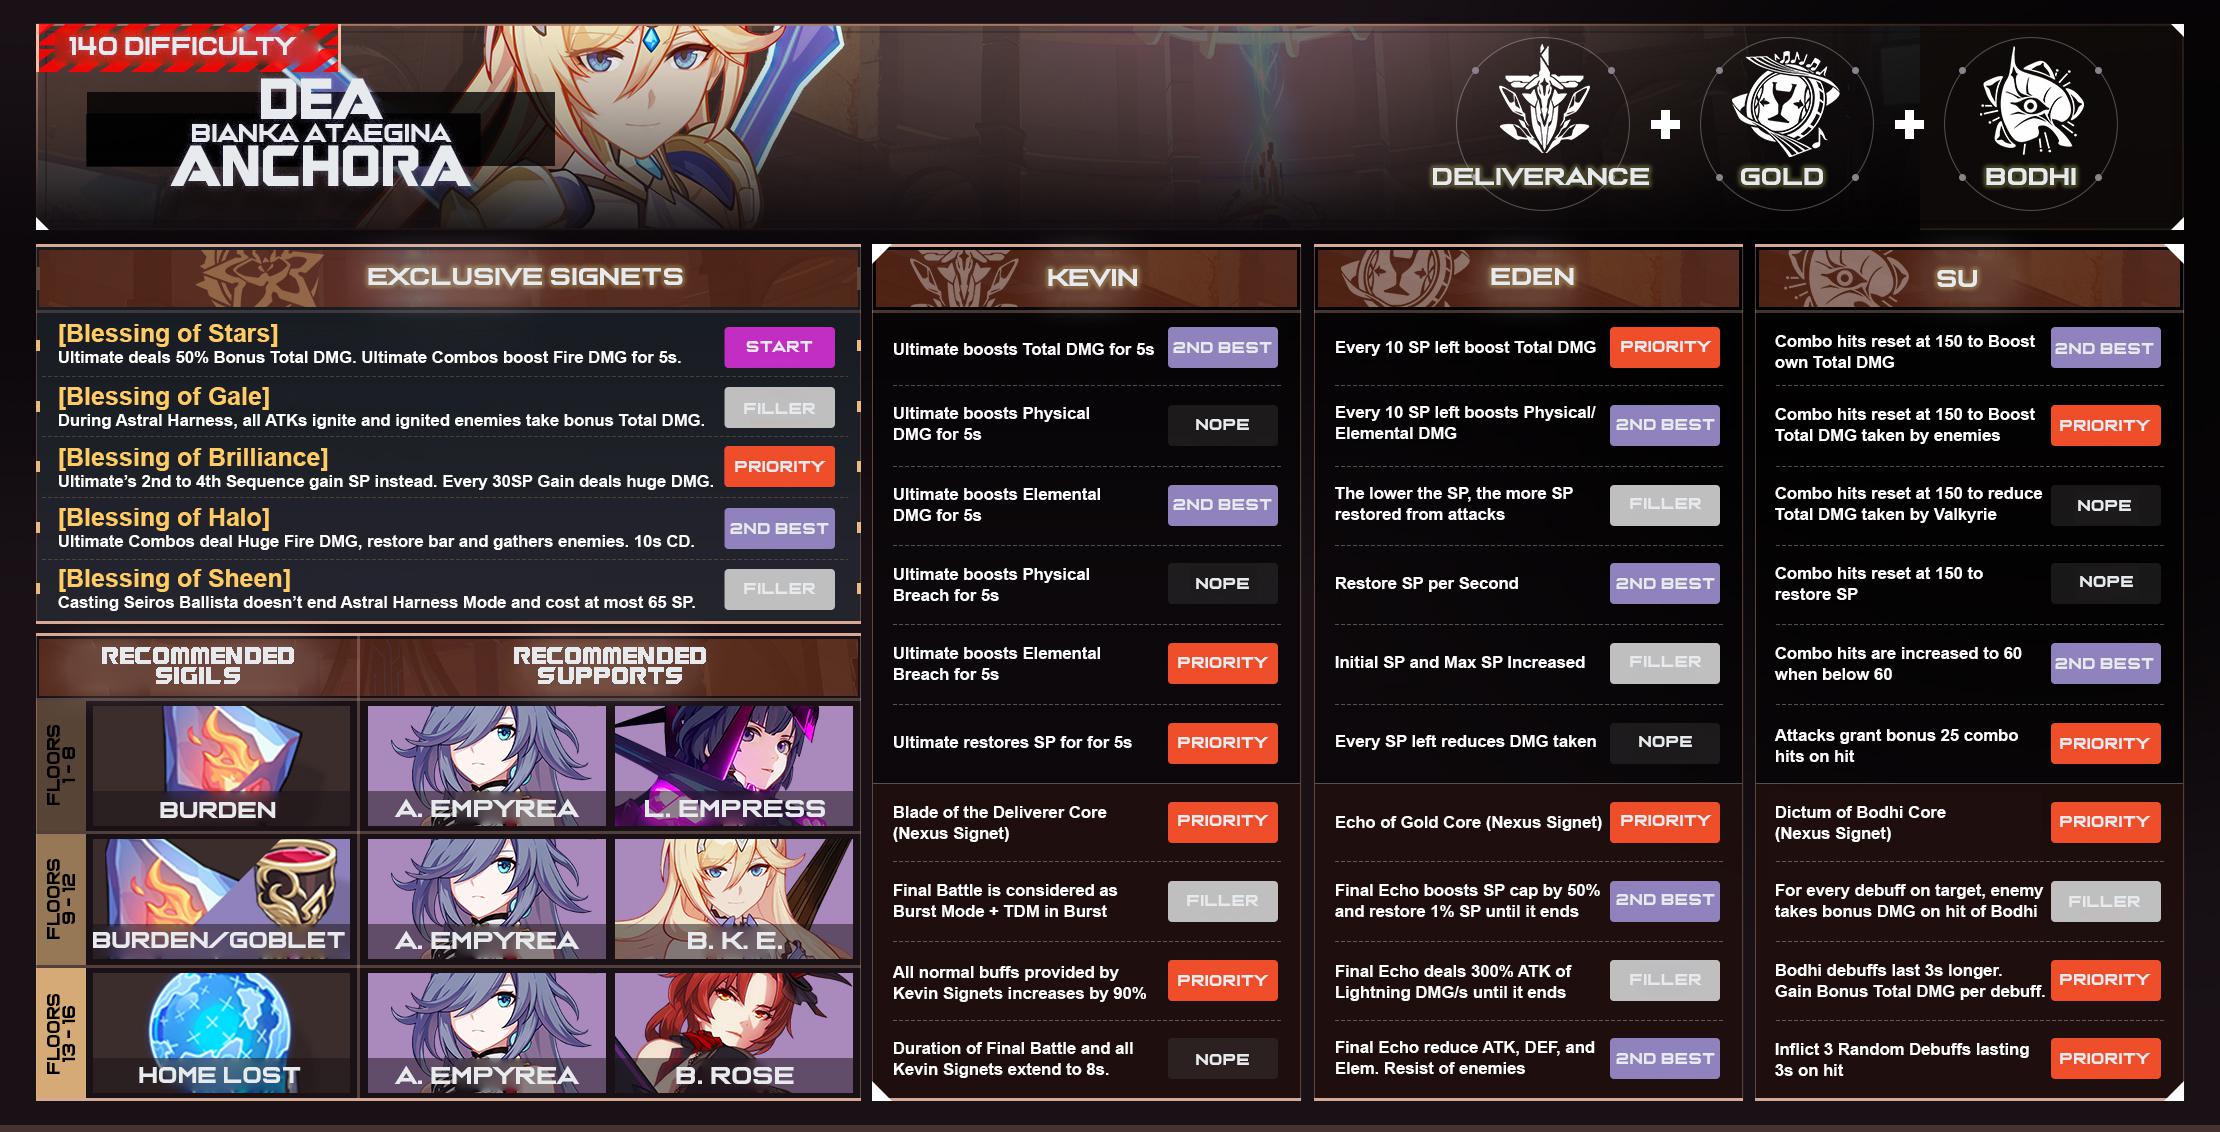 140 DIFFICULTY
DEA
BIANKA ATAEGINA
ANCHORA
DELIVERANCE
GOLD
BODHI
EXCLUSIVE SIGNETS
[Blessing of Stars]
Ultimate deals 50% Bonus Total DMG. Ultimate Combos boost Fire DMG for 5s.
START
[Blessing of Gale]
During Astral Harness, all ATKs ignite and ignited enemies take bonus Total DMG.
FILLER
[Blessing of Brilliance]
Ultimate's 2nd to 4th Sequence gain SP instead. Every 30SP Gain deals huge DMG.
PRIORITY
[Blessing of Halo]
Ultimate Combos deal Huge Fire DMG, restore bar and gathers enemies. 10s CD.
2ND BEST
[Blessing of Sheen]
Casting Seiros Ballista doesn't end Astral Harness Mode and cost at most 65 SP.
FILLER
RECOMMENDED
SIGILS
RECOMMENDED
SUPPORTS
FLOORS
1 - 8
BURDEN
A. EMPYREA
L. EMPRESS
FLOORS
9 - 12
BURDEN/GOBLET
A. EMPYREA
B. K. E.
FLOORS
13 - 16
HOME LOST
A. EMPYREA
B. ROSE
KEVIN
Ultimate boosts Total DMG for 5s
2ND BEST
Ultimate boosts Physical
DMG for 5s
NOPE
Ultimate boosts Elemental
DMG for 5s
2ND BEST
Ultimate boosts Physical
Breach for 5s
NOPE
Ultimate boosts Elemental
Breach for 5s
PRIORITY
Ultimate restores SP for for 5s
PRIORITY
Blade of the Deliverer Core
(Nexus Signet)
PRIORITY
Final Battle is considered as
Burst Mode + TDM in Burst
FILLER
All normal buffs provided by
Kevin Signets increases by 90%
PRIORITY
Duration of Final Battle and all
Kevin Signets extend to 8s.
NOPE
EDEN
Every 10 SP left boost Total DMG
PRIORITY
Every 10 SP left boosts Physical/
Elemental DMG
2ND BEST
The lower the SP, the more SP
restored from attacks
FILLER
Restore SP per Second
2ND BEST
Initial SP and Max SP Increased
FILLER
Every SP left reduces DMG taken
NOPE
Echo of Gold Core (Nexus Signet)
PRIORITY
Final Echo boosts SP cap by 50%
and restore 1% SP until it ends
2ND BEST
Final Echo deals 300% ATK of
Lightning DMG/s until it ends
FILLER
Final Echo reduce ATK, DEF, and
Elem. Resist of enemies
2ND BEST
SU
Combo hits reset at 150 to Boost
own Total DMG
2ND BEST
Combo hits reset at 150 to Boost
Total DMG taken by enemies
PRIORITY
Combo hits reset at 150 to reduce
Total DMG taken by Valkyrie
NOPE
Combo hits reset at 150 to
restore SP
NOPE
Combo hits are increased to 60
when below 60
2ND BEST
Attacks grant bonus 25 combo
hits on hit
PRIORITY
Dictum of Bodhi Core
(Nexus Signet)
PRIORITY
For every debuff on target, enemy
takes bonus DMG on hit of Bodhi
FILLER
Bodhi debuffs last 3s longer.
Gain Bonus Total DMG per debuff.
PRIORITY
Inflict 3 Random Debuffs lasting
3s on hit
PRIORITY